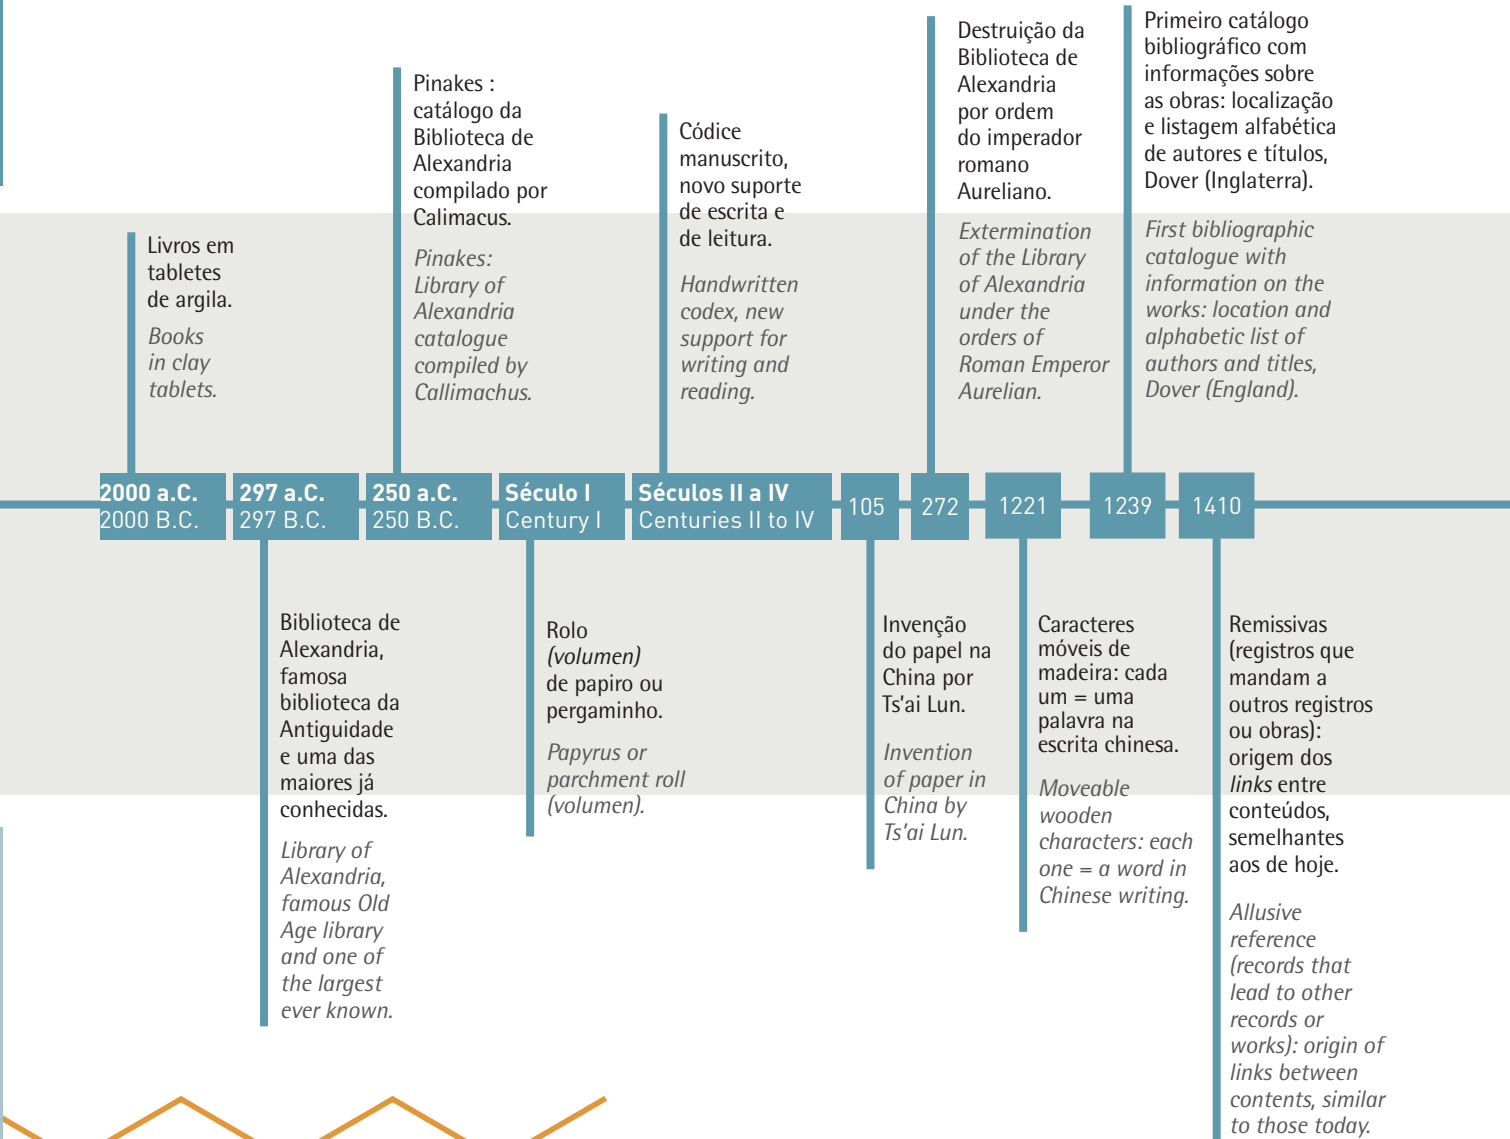 Livros em
tabletes
de argila.
Books
in clay
tablets.
Pinakes :
catálogo da
Biblioteca de
Alexandria
compilado por
Calimacus.
Pinakes:
Library of
Alexandria
catalogue
compiled by
Callimachus.
Códice
manuscrito,
novo suporte
de escrita e
de leitura.
Handwritten
codex, new
support for
writing and
reading.
Destruição da
Biblioteca de
Alexandria
por ordem
do imperador
romano
Aureliano.
Extermination
of the Library
of Alexandria
under the
orders of
Roman Emperor
Aurelian.
Primeiro catálogo
bibliográfico com
informações sobre
as obras: localização
e listagem alfabética
de autores e títulos,
Dover (Inglaterra).
First bibliographic
catalogue with
information on the
works: location and
alphabetic list of
authors and titles,
Dover (England).
2000 a.C.
2000 B.C.
297 a.C.
297 B.C.
250 a.C.
250 B.C.
Século I
Century I
Séculos II a IV
Centuries II to IV
105
272
1221
1239
1410
Biblioteca de
Alexandria,
famosa
biblioteca da
Antiguidade
e uma das
maiores já
conhecidas.
Library of
Alexandria,
famous Old
Age library
and one of
the largest
ever known.
Rolo
(volumen)
de papiro ou
pergaminho.
Papyrus or
parchment roll
(volumen).
Invenção
do papel na
China por
Ts'ai Lun.
Invention
of paper in
China by
Ts'ai Lun.
Caracteres
móveis de
madeira: cada
um = uma
palavra na
escrita chinesa.
Moveable
wooden
characters: each
one = a word in
Chinese writing.
Remissivas
(registros que
mandam a
outros registros
ou obras):
origem dos
links entre
conteúdos,
semelhantes
aos de hoje.
Allusive
reference
(records that
lead to other
records or
works): origin of
links between
contents, similar
to those today.